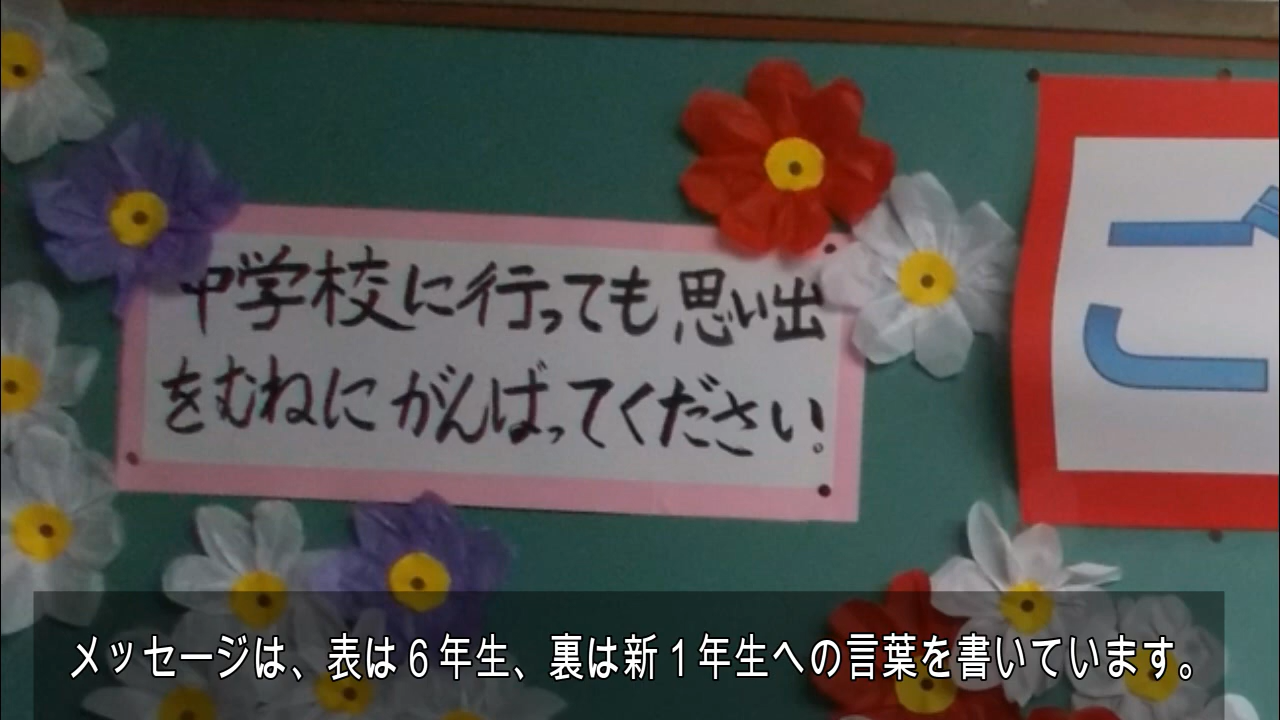 中学校に行っても思い出
をむねにがんばってください。
ご
メッセージは、表は6年生、裏は新1年生への言葉を書いています。